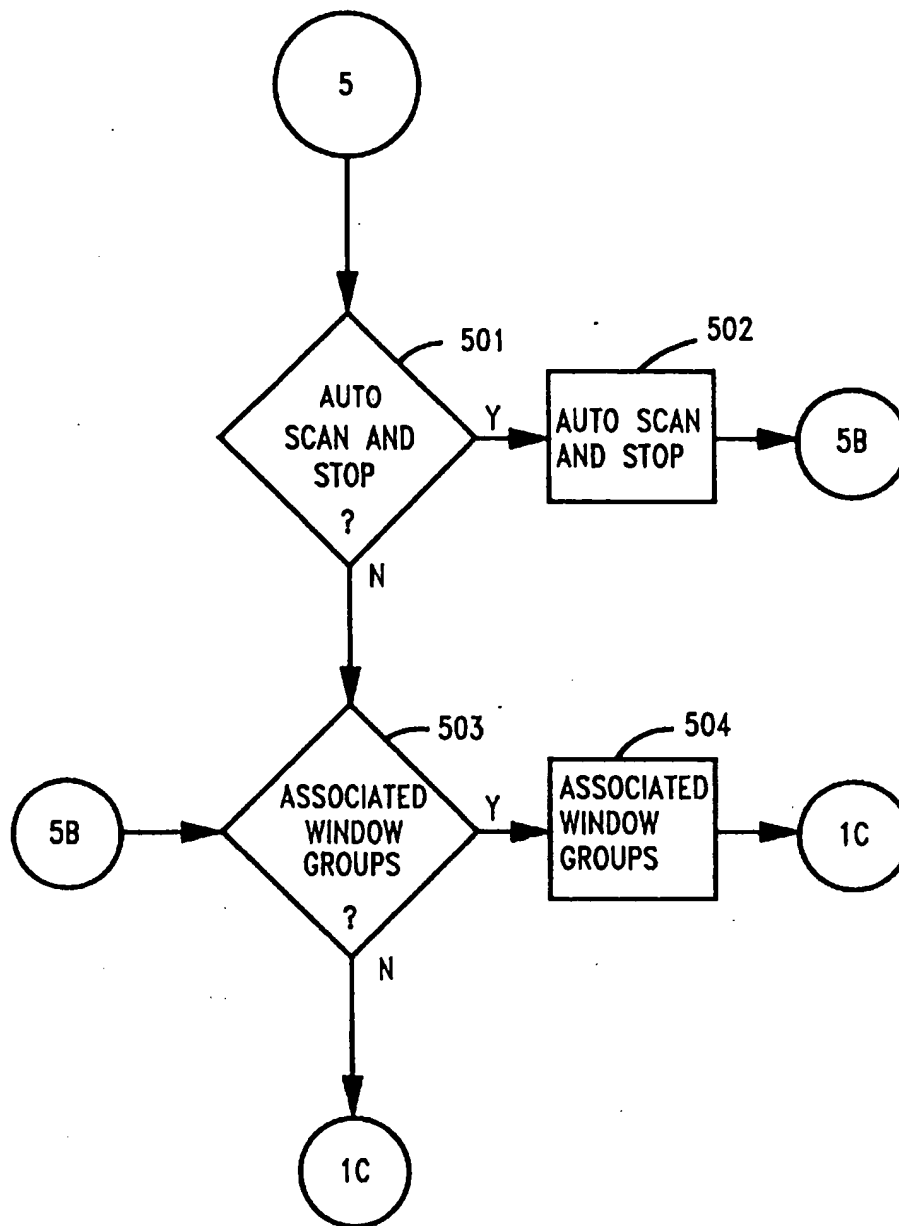 5
501
AUTO
SCAN AND
STOP
?
Y
502
AUTO SCAN
AND STOP
5B
N
503
5B
ASSOCIATED
WINDOW
GROUPS
?
Y
504
ASSOCIATED
WINDOW
GROUPS
1C
N
1C